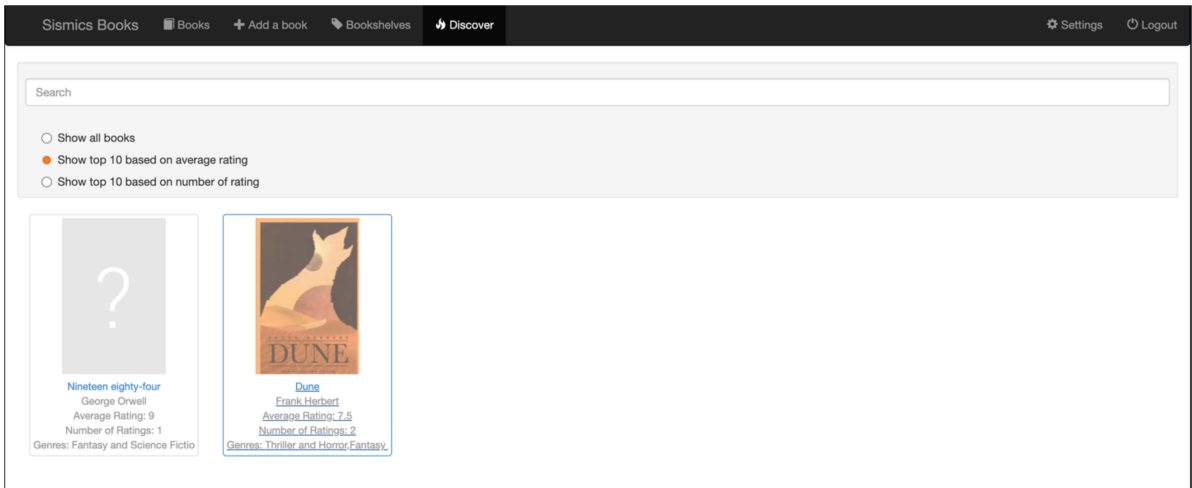 Sismics Books Books Add a book Bookshelves Discover Settings Logout
Search
Show all books
Show top 10 based on average rating
Show top 10 based on number of rating
?
Nineteen eighty-four
George Orwell
Average Rating: 9
Number of Ratings: 1
Genres: Fantasy and Science Fictio
DUNE
Dune
Frank Herbert
Average Rating: 7.5
Number of Ratings: 2
Genres: Thriller and Horror,Fantasy